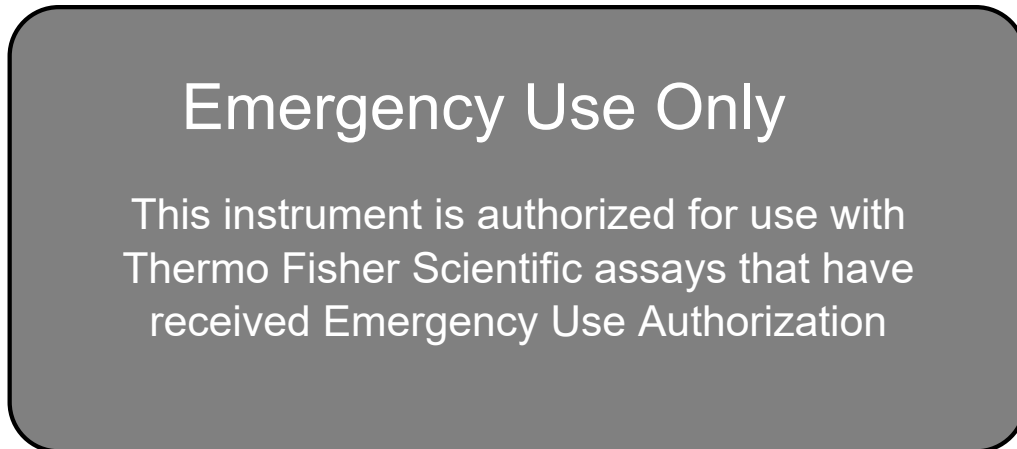 Emergency Use Only
This instrument is authorized for use with
Thermo Fisher Scientific assays that have
received Emergency Use Authorization